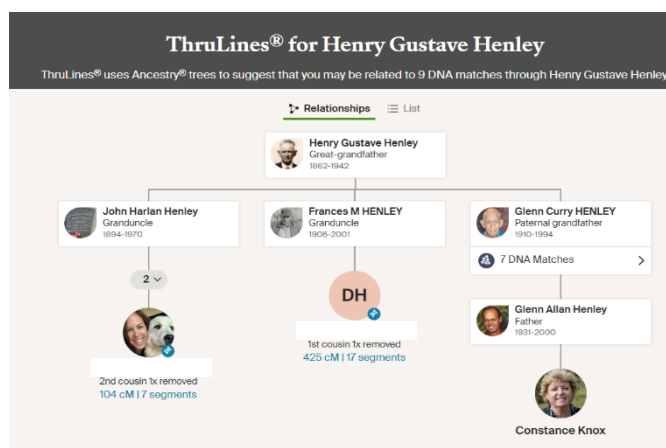 ThruLines® for Henry Gustave Henley
ThruLines® uses Ancestry® trees to suggest that you may be related to 9 DNA matches through Henry Gustave Henley
Relationships List
Henry Gustave Henley
Great-grandfather
1862-1942
John Harlan Henley
Granduncle
1894-1970
Frances M HENLEY
Granduncle
1906-2001
Glenn Curry HENLEY
Paternal grandfather
1910-1994
7 DNA Matches
2
DH
Glenn Allan Henley
Father
1931-2000
2nd cousin 1x removed
104 cM | 7 segments
1st cousin 1x removed
425 cM | 17 segments
Constance Knox